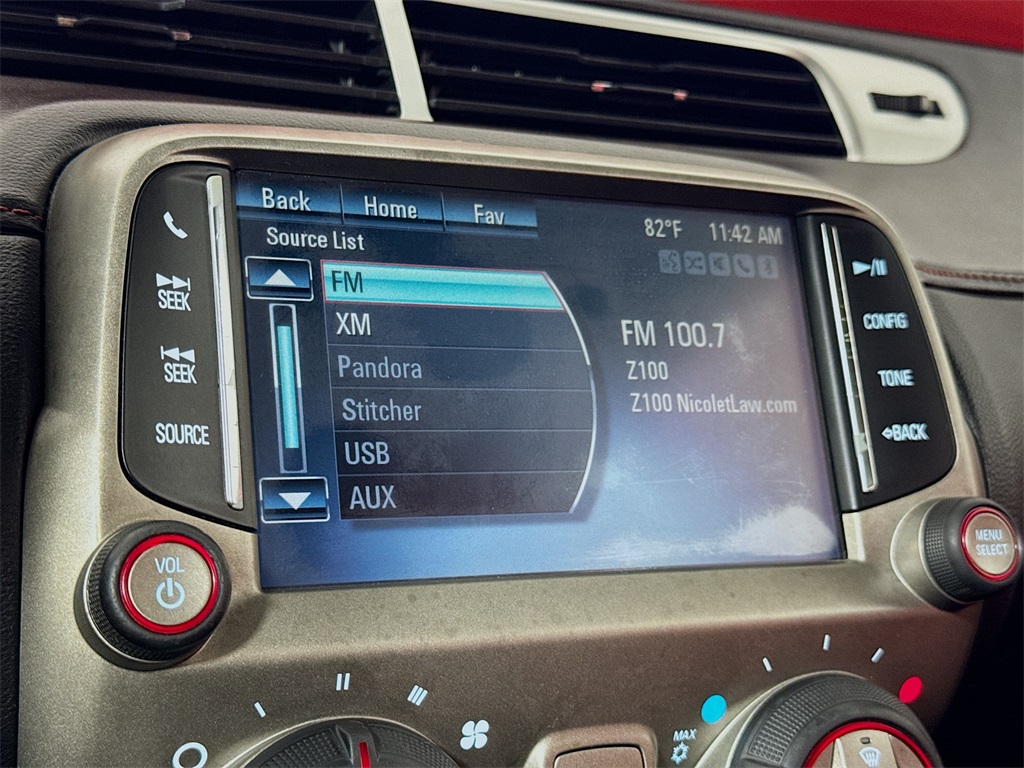 Back Home Fav
Source List
82°F 11:42 AM
FM
XM
Pandora
Stitcher
USB
AUX
FM 100.7
Z100
Z100 NicoletLaw.com
SEEK
SEEK
SOURCE
CONFIG
TONE
BACK
VOL
MENU
SELECT
MAX